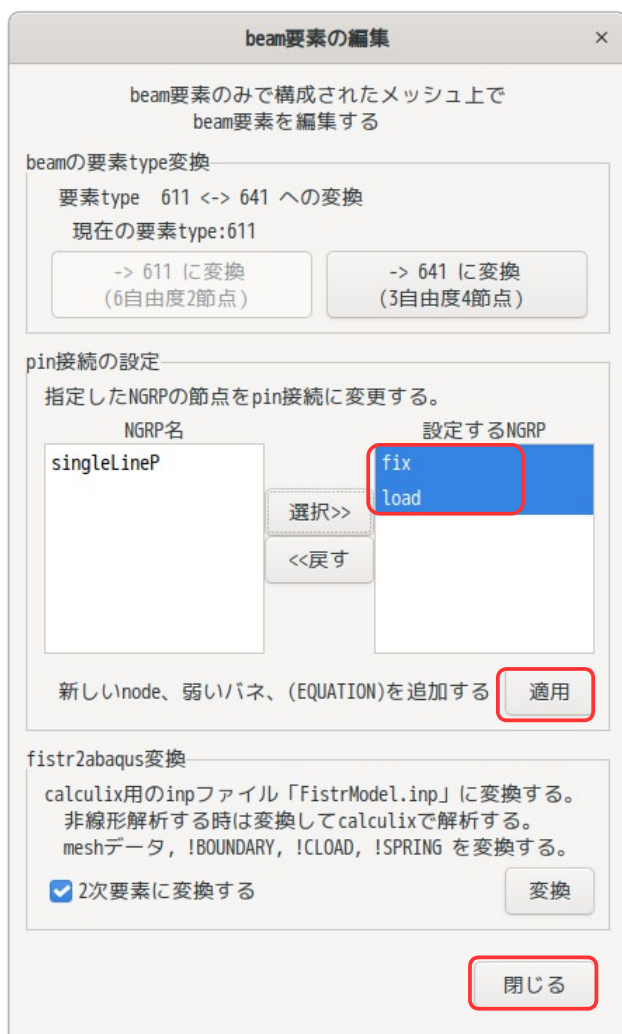 beam要素の編集 ×
beam要素のみで構成されたメッシュ上で
beam要素を編集する
beamの要素type変換
要素type 611 <-> 641 への変換
現在の要素type:611
-> 611 に変換
(6自由度2節点)
-> 641 に変換
(3自由度4節点)
pin接続の設定
指定したNGRPの節点をpin接続に変更する。
NGRP名
設定するNGRP
singleLineP
fix
load
選択>>
<<戻す
新しいnode、弱いバネ、(EQUATION)を追加する
適用
fistr2abaqus変換
calculix用のinpファイル「FistrModel.inp」に変換する。
非線形解析する時は変換してcalculixで解析する。
meshデータ, !BOUNDARY, !CLOAD, !SPRING を変換する。
2次要素に変換する
変換
閉じる